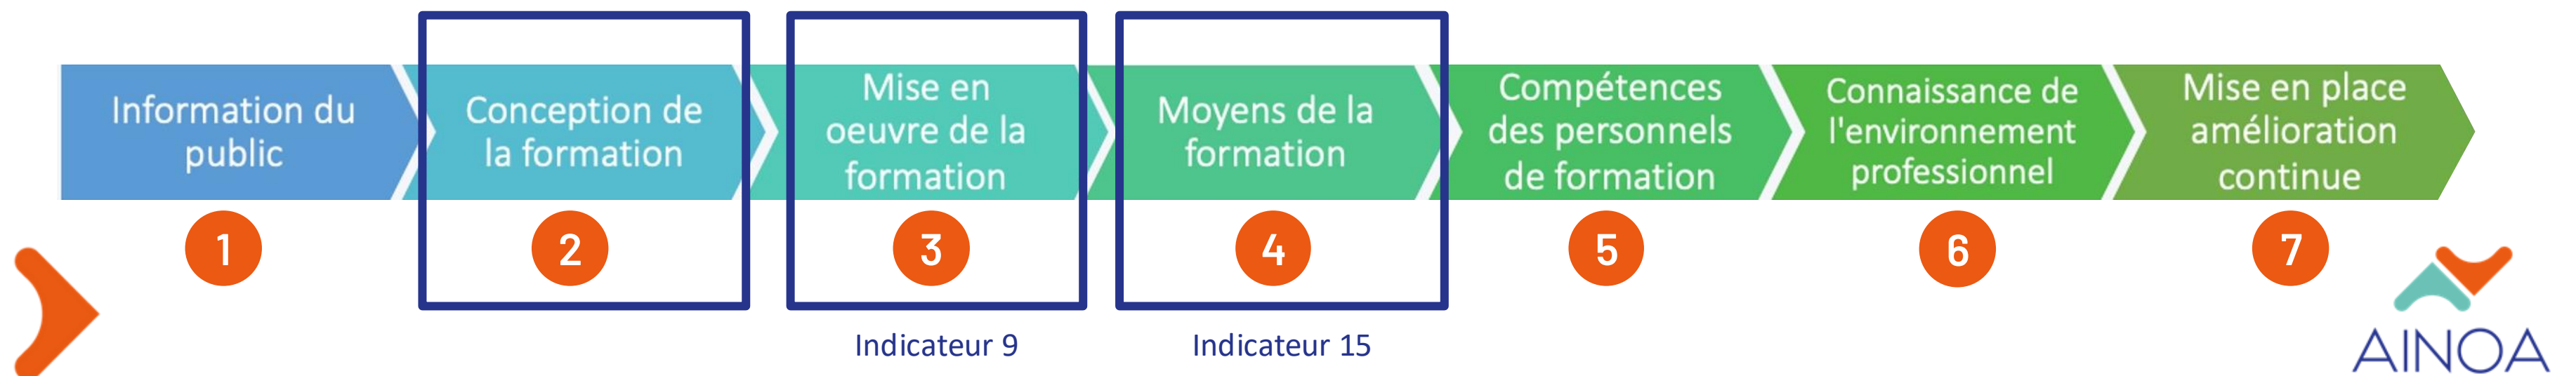 Information du
public
Conception de
la formation
Mise en
oeuvre de la
formation
Moyens de la
formation
Compétences
des personnels
de formation
Connaissance de
l'environnement
professionnel
Mise en place
amélioration
continue
1
2
3
4
5
6
7
Indicateur 9
Indicateur 15
AINOA